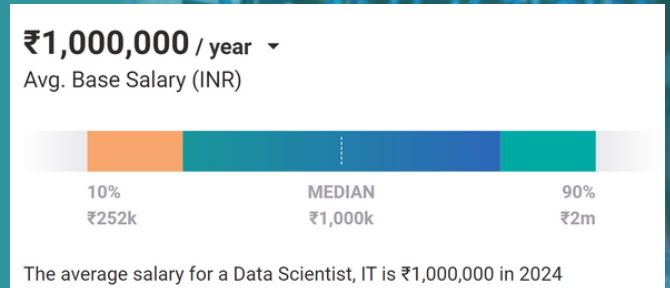 ₹1,000,000 / year
Avg. Base Salary (INR)
10% MEDIAN 90%
₹252k ₹1,000k ₹2m
The average salary for a Data Scientist, IT is ₹1,000,000 in 2024